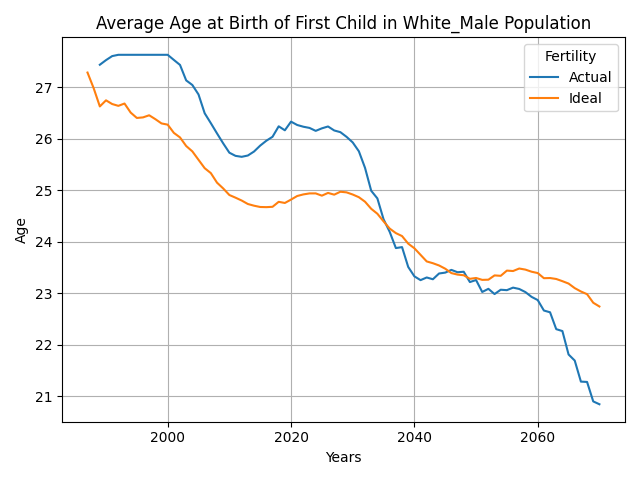 Average Age at Birth of First Child in White_Male Population
Fertility
Actual
Ideal
Age
27
26
25
24
23
22
21
2000
2020
2040
2060
Years